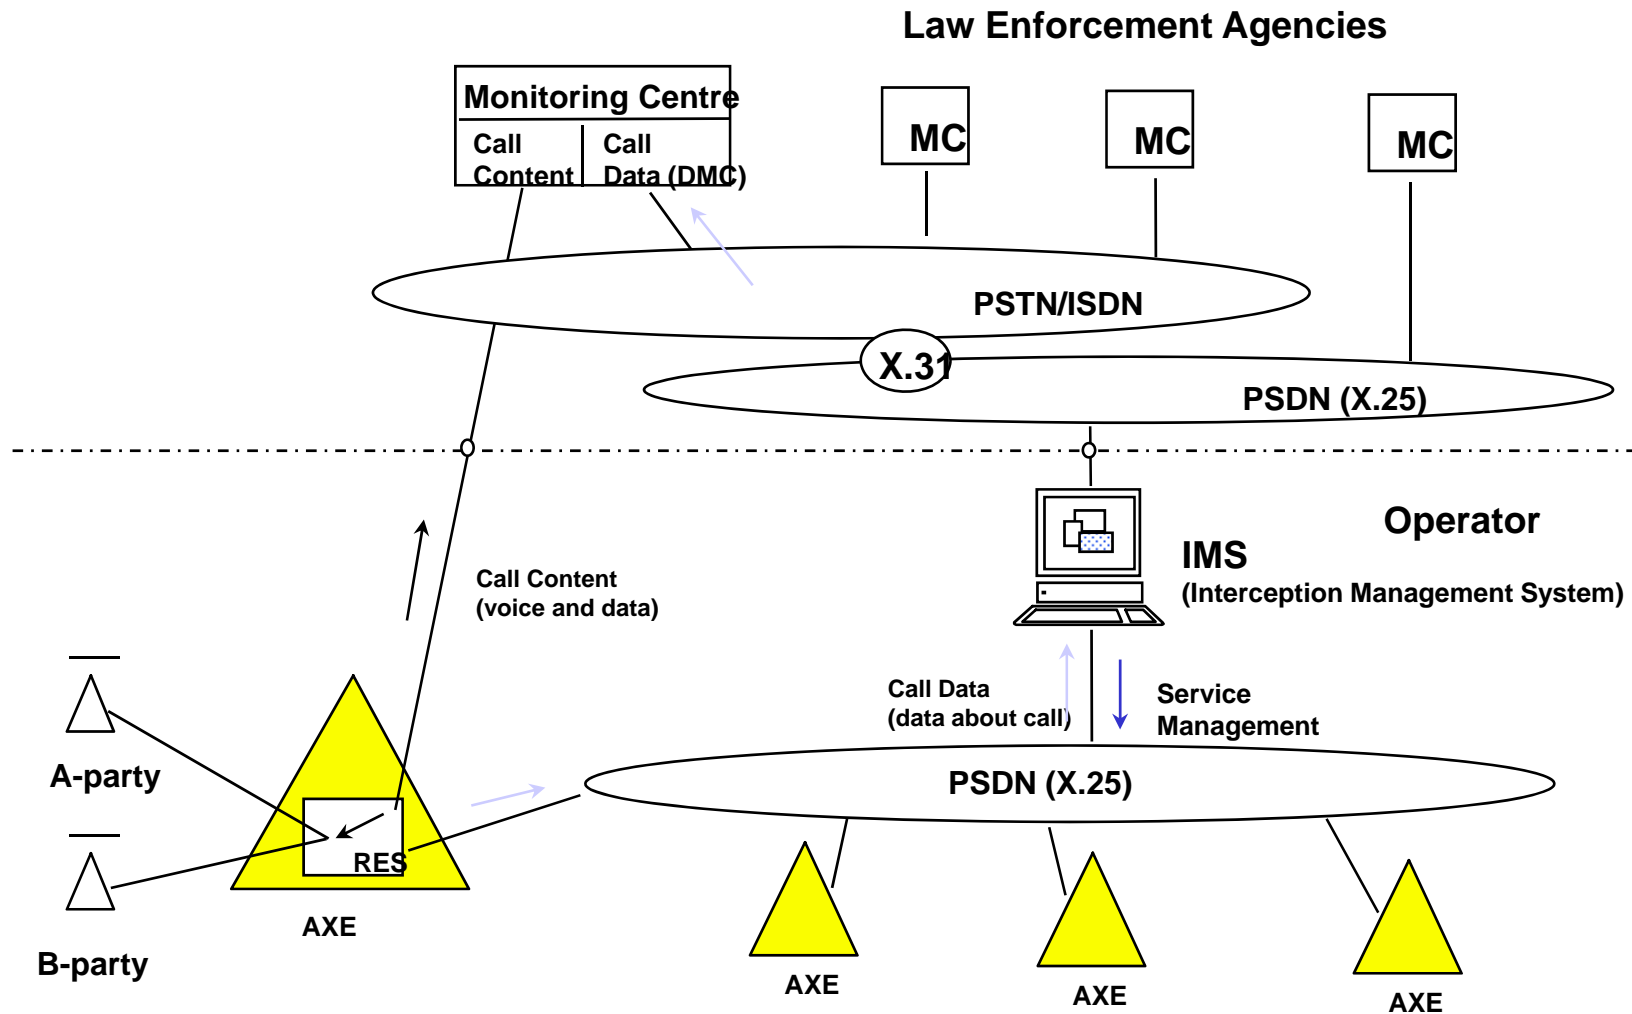 Law Enforcement Agencies
Monitoring Centre
Call
Content
Call
Data (DMC)
MC
MC
MC
PSTN/ISDN
X.31
PSDN (X.25)
Operator
IMS
(Interception Management System)
Call Content
(voice and data)
Call Data
(data about call)
Service
Management
A-party
PSDN (X.25)
RES
AXE
B-party
AXE
AXE
AXE